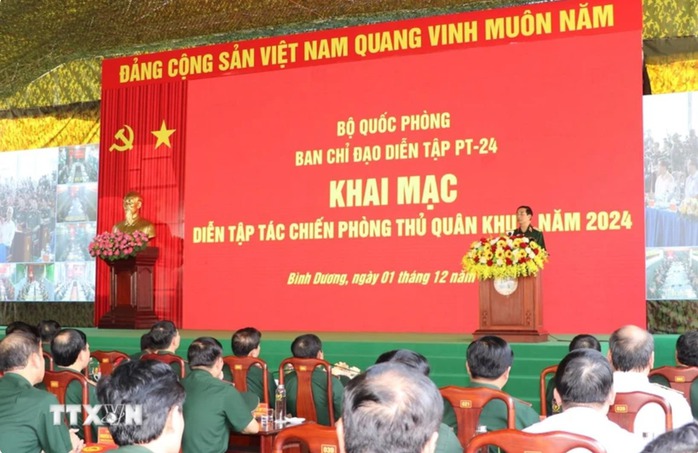 ĐẢNG CỘNG SẢN VIỆT NAM QUANG VINH MUÔN NĂM
BỘ QUỐC PHÒNG
BAN CHỈ ĐẠO DIỄN TẬP PT-24
KHAI MẠC
DIỄN TẬP TÁC CHIẾN PHÒNG THỦ QUÂN KHU NĂM 2024
Bình Dương, ngày 01 tháng 12 năm
TTXVN